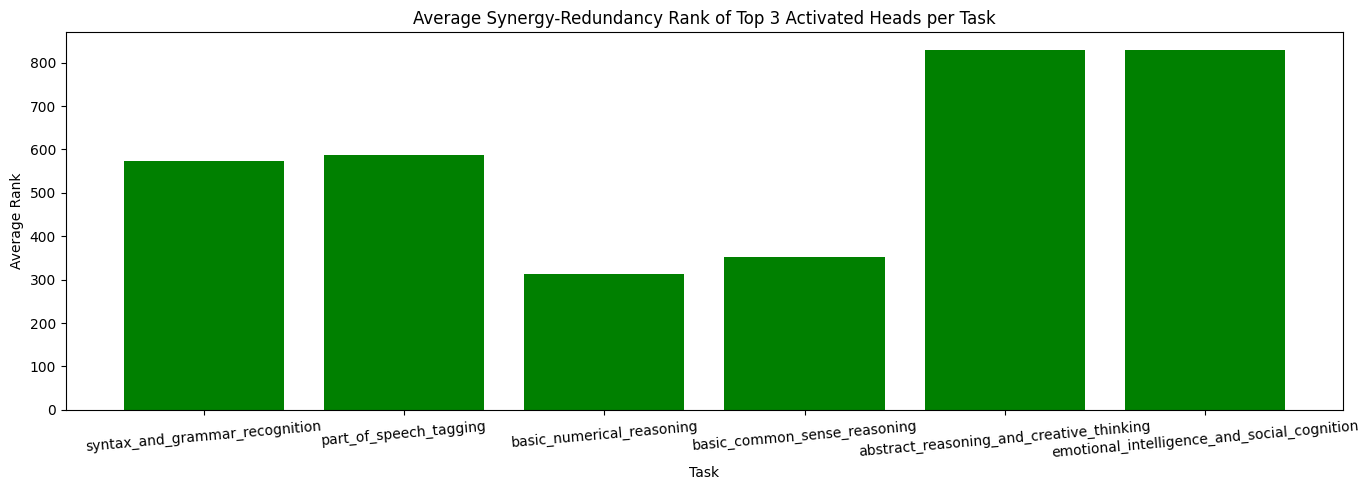 Average Synergy-Redundancy Rank of Top 3 Activated Heads per Task
Average Rank
800
700
600
500
400
300
200
100
0
syntax_and_grammar_recognition
part_of_speech_tagging
basic_numerical_reasoning
basic_common_sense_reasoning
abstract_reasoning_and_creative_thinking
emotional_intelligence_and_social_cognition
Task